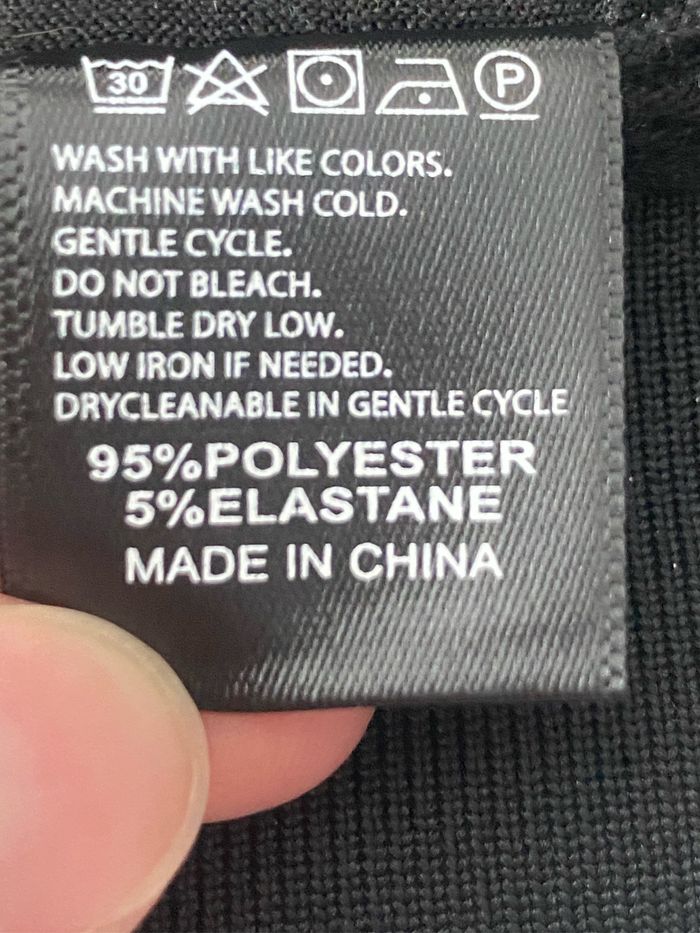 30 P
WASH WITH LIKE COLORS.
MACHINE WASH COLD.
GENTLE CYCLE.
DO NOT BLEACH.
TUMBLE DRY LOW.
LOW IRON IF NEEDED.
DRYCLEANABLE IN GENTLE CYCLE
95%POLYESTER
5%ELASTANE
MADE IN CHINA